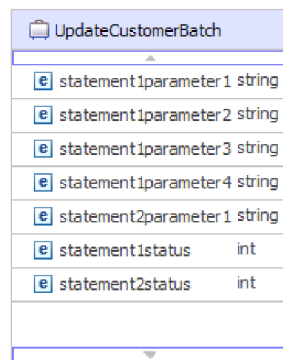 UpdateCustomerBatch
e statement1parameter1 string
e statement1parameter2 string
e statement1parameter3 string
e statement1parameter4 string
e statement2parameter1 string
e statement1status int
e statement2status int